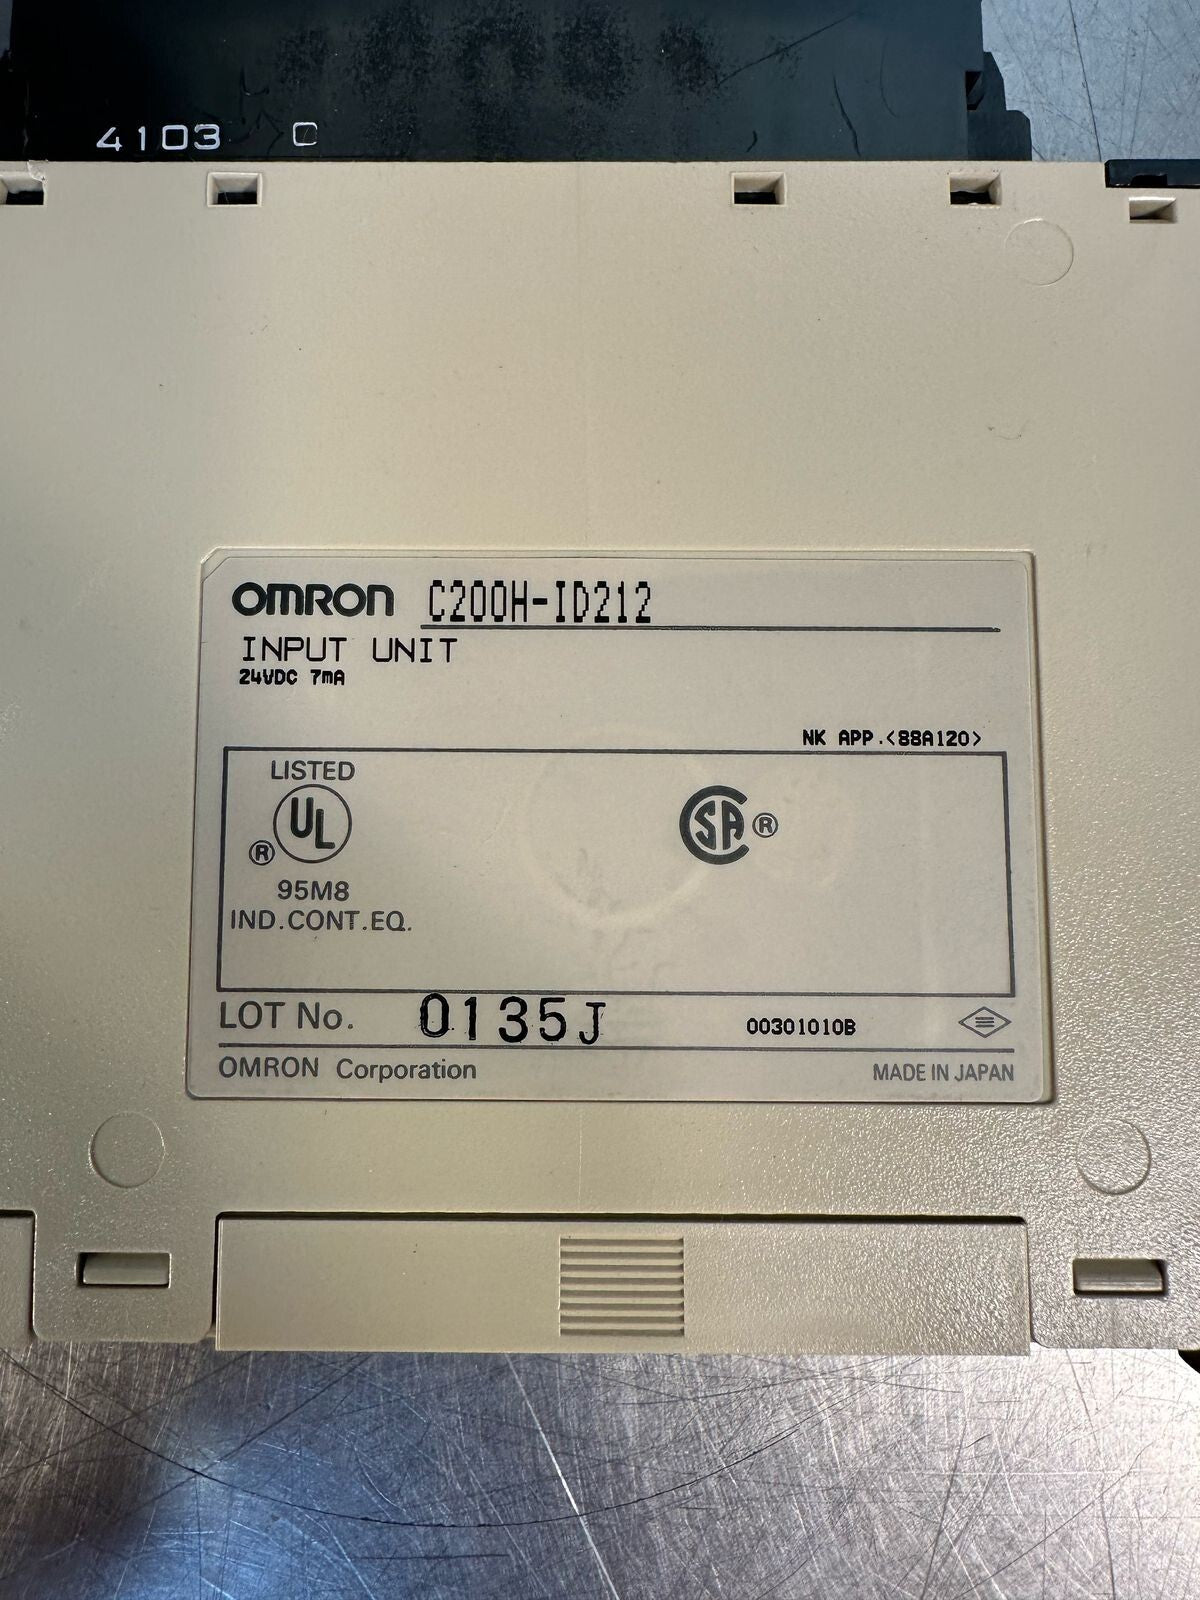 4103 C
OMRON C200H-ID212
INPUT UNIT
24VDC 7mA
NK APP.<88A120>
LISTED
UL
®
95M8
IND.CONT.EQ.
CSA ®
LOT No. 0135J 00301010B
OMRON Corporation MADE IN JAPAN